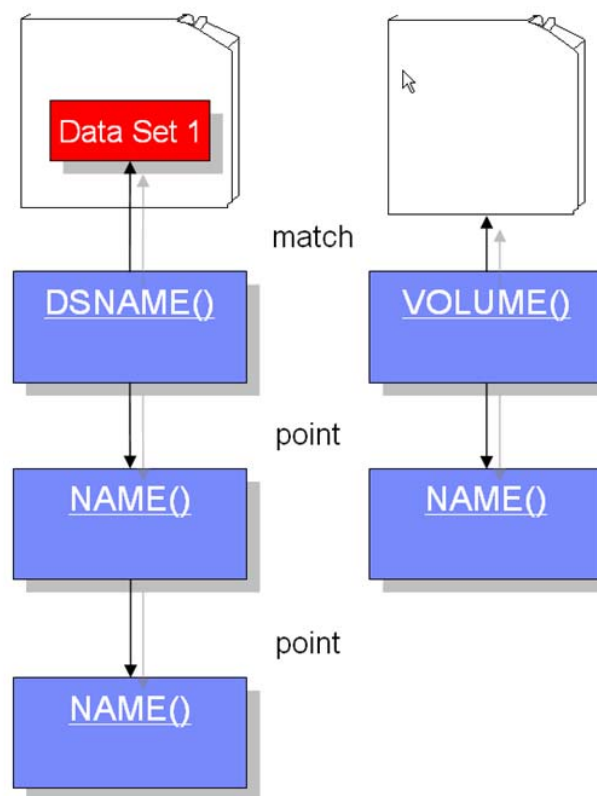 Data Set 1
match
DSNAME()
VOLUME()
point
NAME()
NAME()
point
NAME()